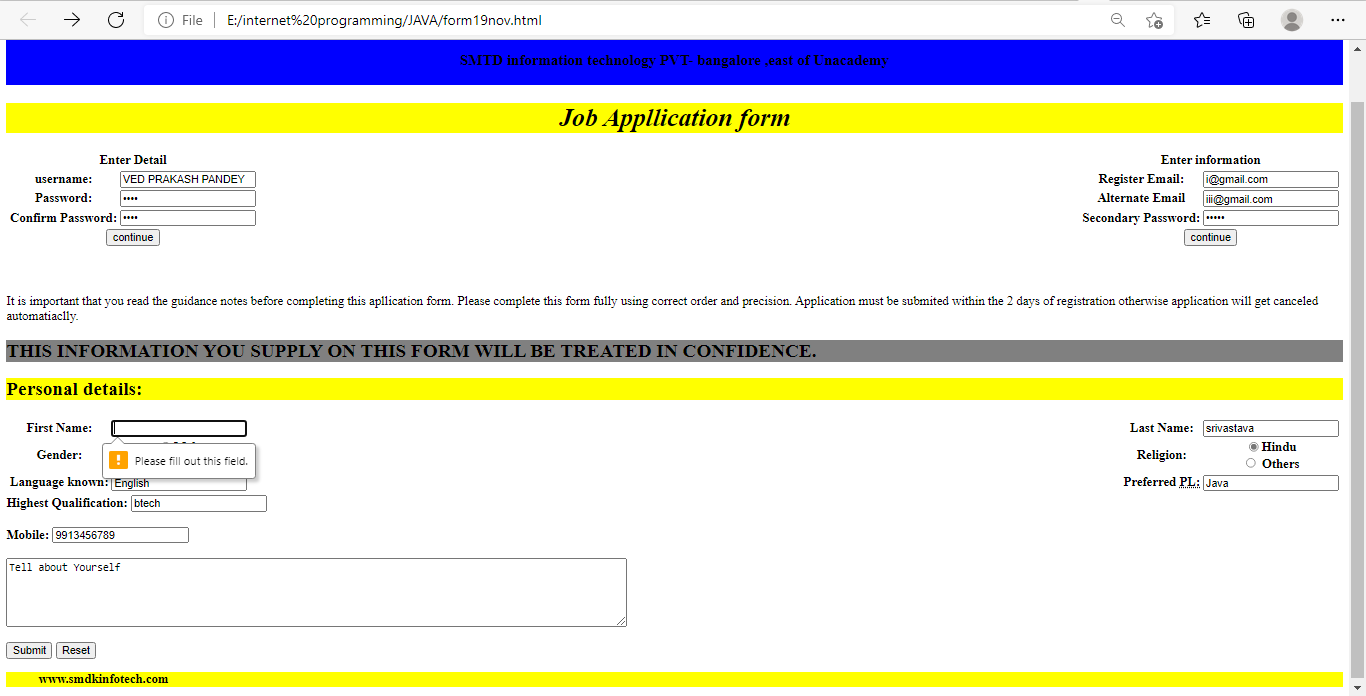 File
E:/internet%20programming/JAVA/form19nov.html
SMTD information technology PVT bangalore ,east of Unacademy
Job Appllication form
Enter Detail
username: VED PRAKASH PANDEY
Password: ••••
Confirm Password: ••••
continue
Enter information
Register Email: i@gmail.com
Alternate Email iii@gmail.com
Secondary Password: •••••
continue
It is important that you read the guidance notes before completing this apllication form. Please complete this form fully using correct order and precision. Application must be submited within the 2 days of registration otherwise application will get canceled
automatiaclly.
THIS INFORMATION YOU SUPPLY ON THIS FORM WILL BE TREATED IN CONFIDENCE.
Personal details:
First Name:
Please fill out this field.
Gender:
Language known: English
Last Name: srivastava
Religion: Hindu
Others
Preferred PL: Java
Highest Qualification: btech
Mobile: 9913456789
Tell about Yourself
Submit Reset
www.smdkinfotech.com